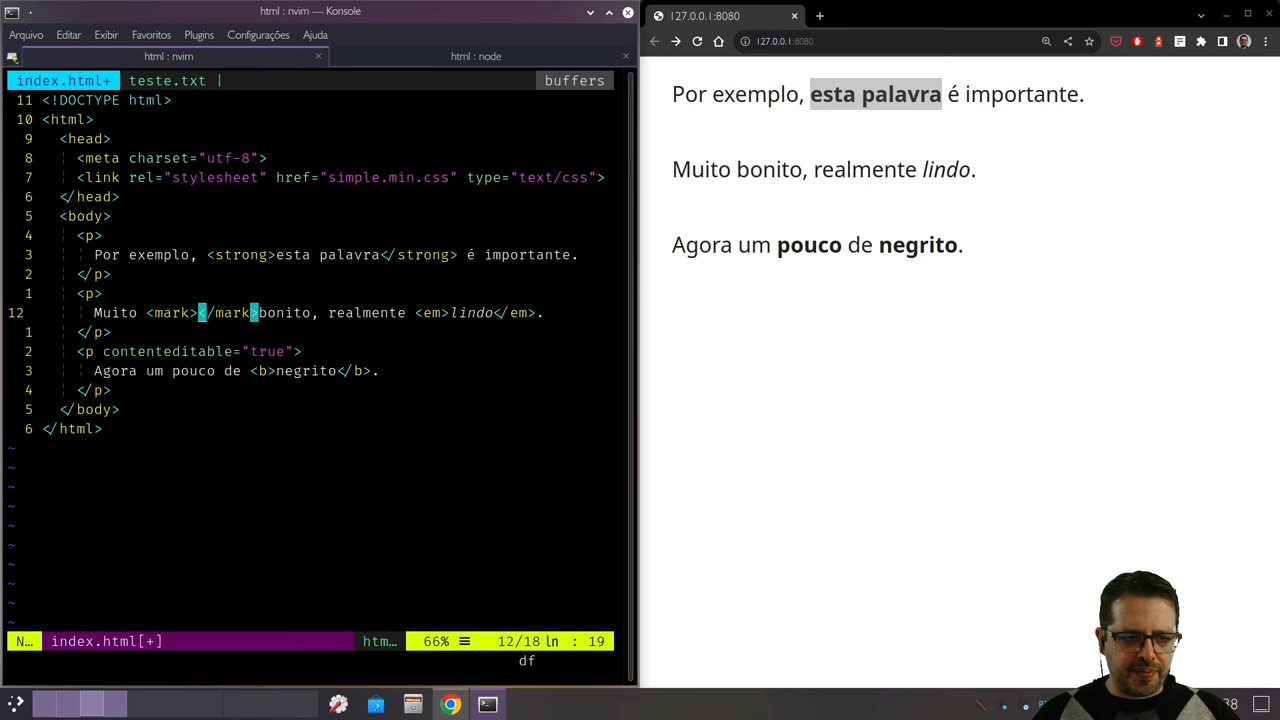 html : nvim — Konsole
Arquivo Editar Exibir Favoritos Plugins Configurações Ajuda
html : nvim
html : node
index.html+ teste.txt | buffers
11 <!DOCTYPE html>
10 <html>
9 <head>
8 <meta charset="utf-8">
7 <link rel="stylesheet" href="simple.min.css" type="text/css">
6 </head>
5 <body>
4 <p>
3 Por exemplo, <strong>esta palavra</strong> é importante.
2 </p>
1 <p>
12 Muito <mark></mark>bonito, realmente <em>lindo</em>.
1 </p>
2 <p contenteditable="true">
3 Agora um pouco de <b>negrito</b>.
4 </p>
5 </body>
6 </html>
~
~
~
~
~
~
~
~
~
~
N… index.html[+] htm… 66% ≡ 12/18 ln : 19
df
127.0.0.1:8080
127.0.0.1:8080
Por exemplo, esta palavra é importante.
Muito bonito, realmente lindo.
Agora um pouco de negrito.
38